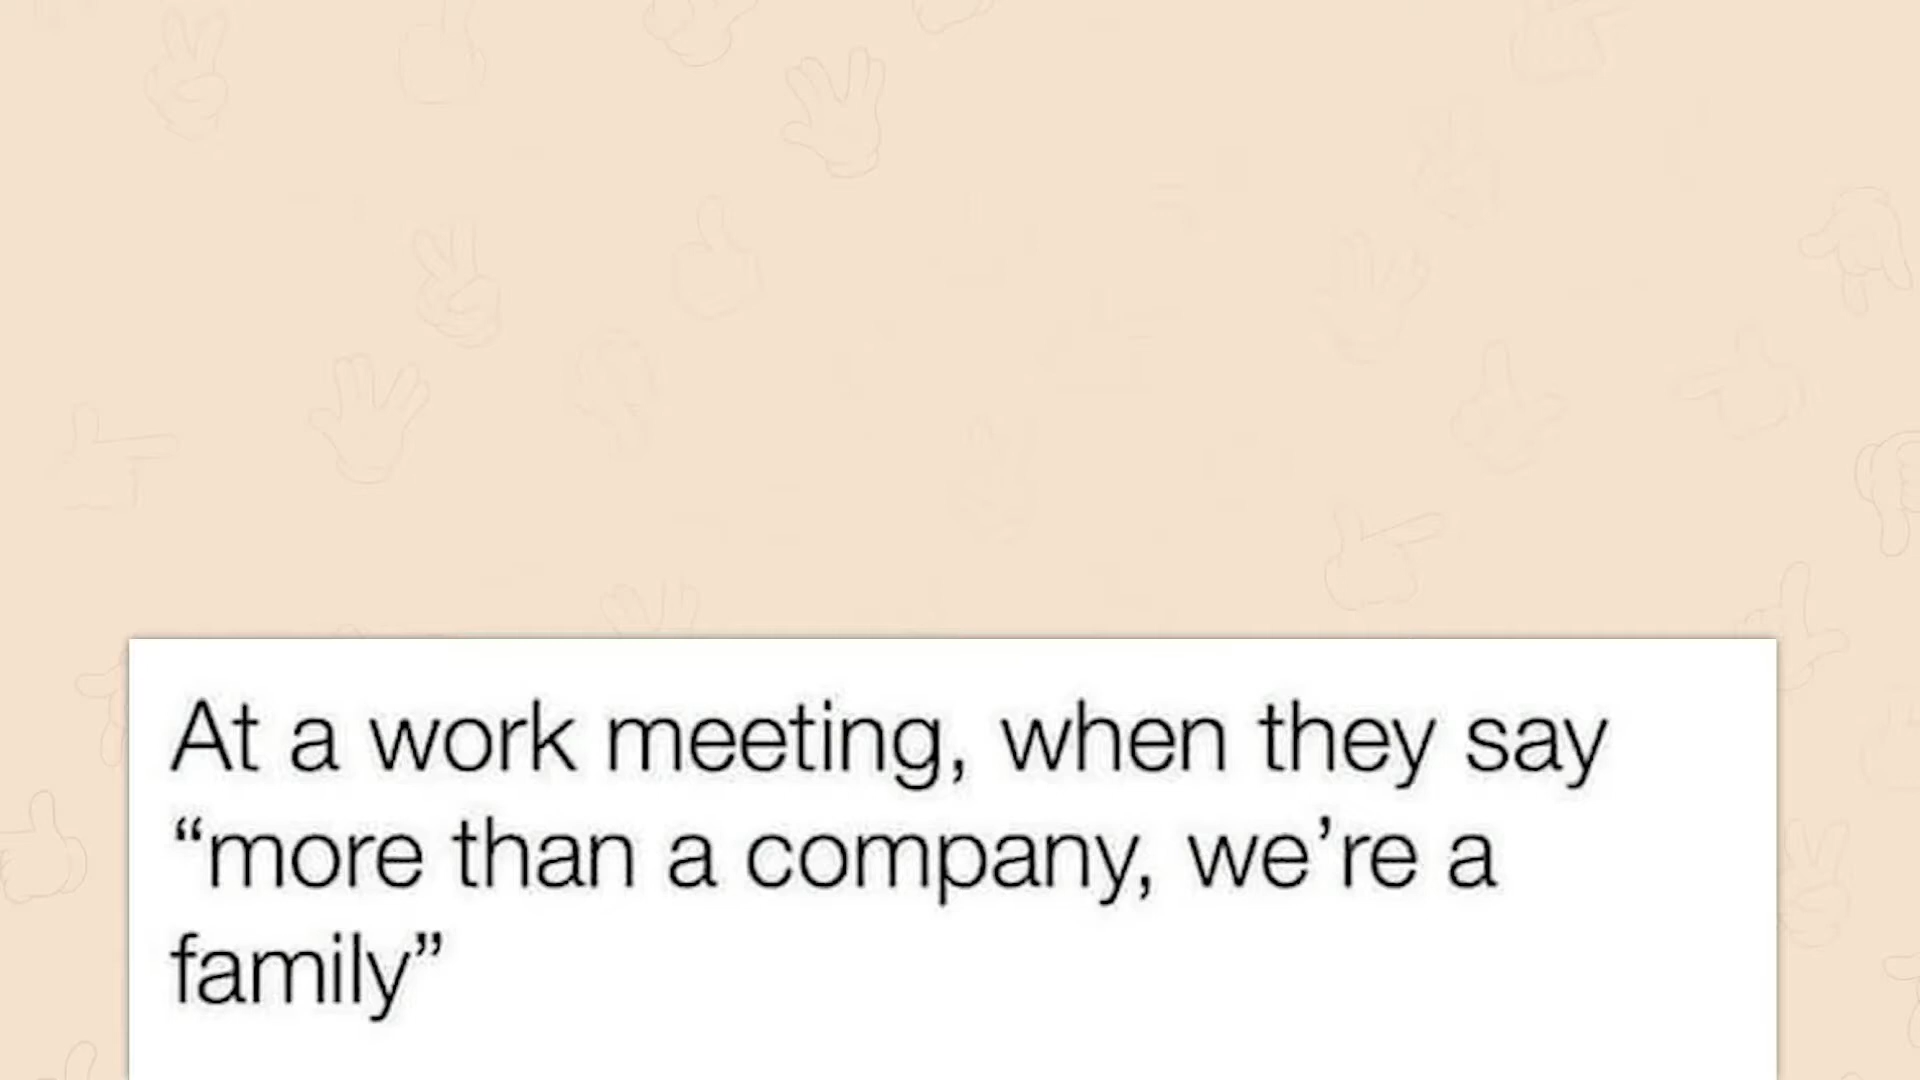 At a work meeting, when they say
“more than a company, we’re a
family”